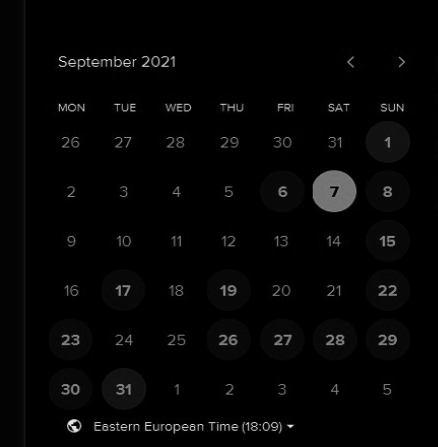 September 2021 < >
MON TUE WED THU FRI SAT SUN
26 27 28 29 30 31 1
2 3 4 5 6 7 8
9 10 11 12 13 14 15
16 17 18 19 20 21 22
23 24 25 26 27 28 29
30 31 1 2 3 4 5
Eastern European Time (18:09)